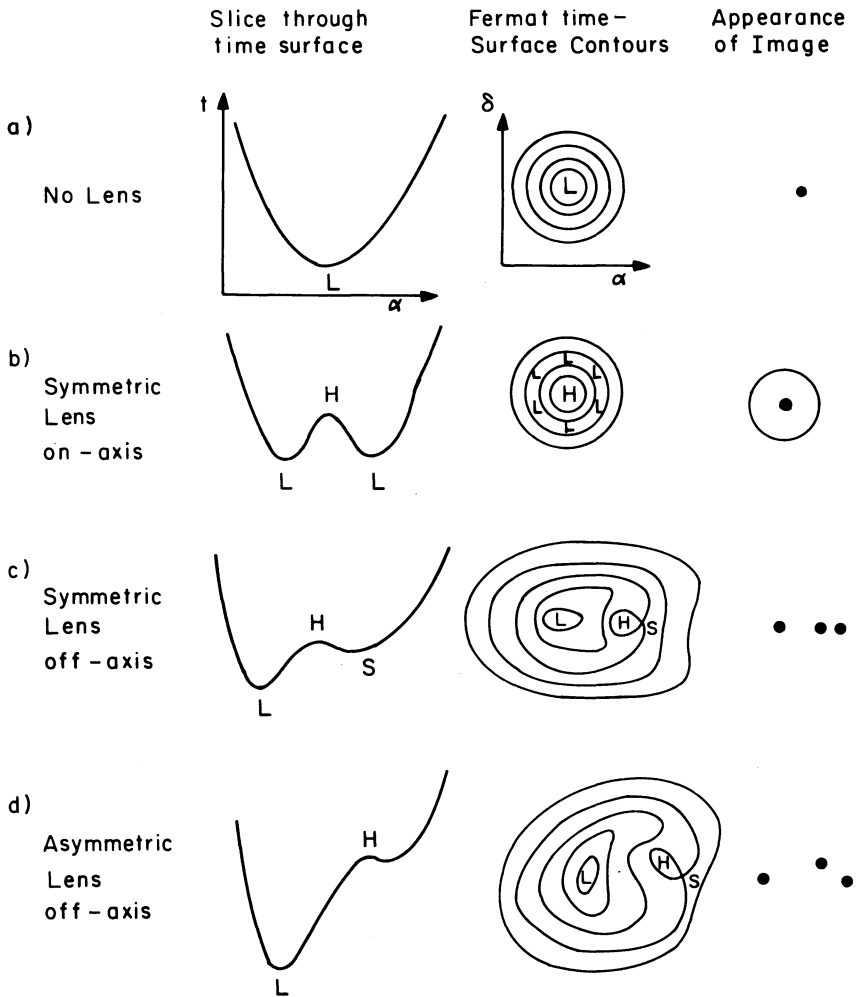 Slice through
time surface
Fermat time-
Surface Contours
Appearance
of Image
a)
No Lens
t
L
α
δ
L
α
b)
Symmetric
Lens
on-axis
H
L
L
L
L
L
H
L
L
L
c)
Symmetric
Lens
off-axis
H
S
L
L
H
S
d)
Asymmetric
Lens
off-axis
H
L
L
H
S